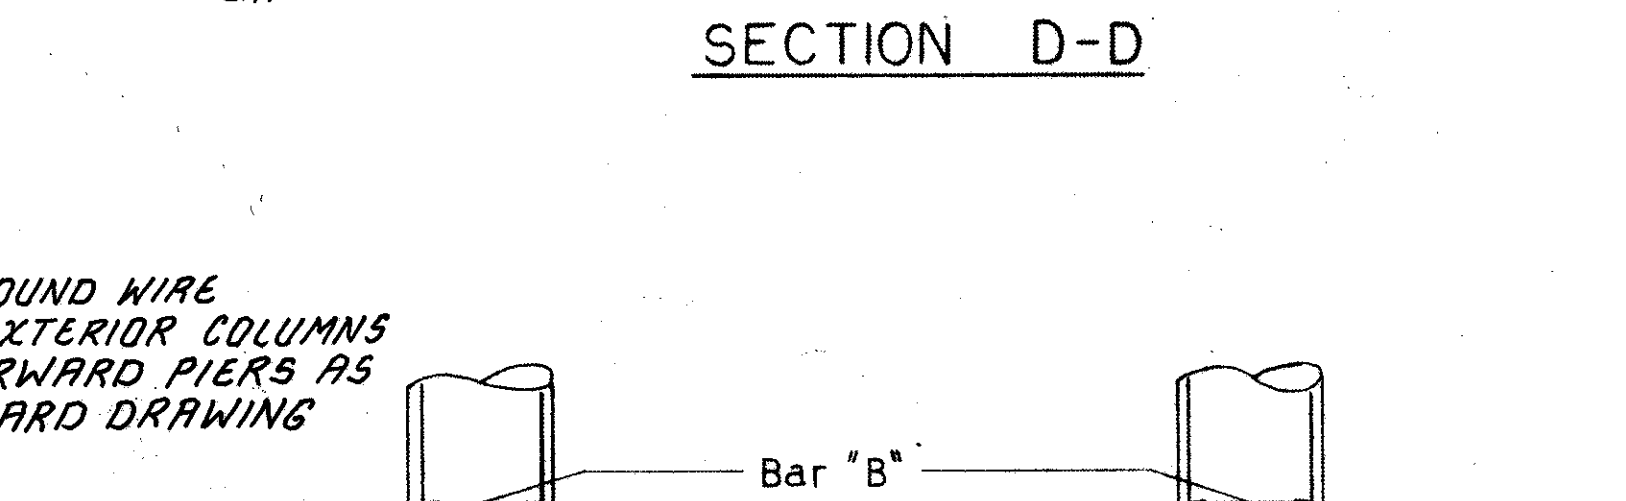 SECTION D-D
OUND WIRE
XTERIOR COLUMNS
RWARD PIERS AS
ARD DRAWING
Bar "B"